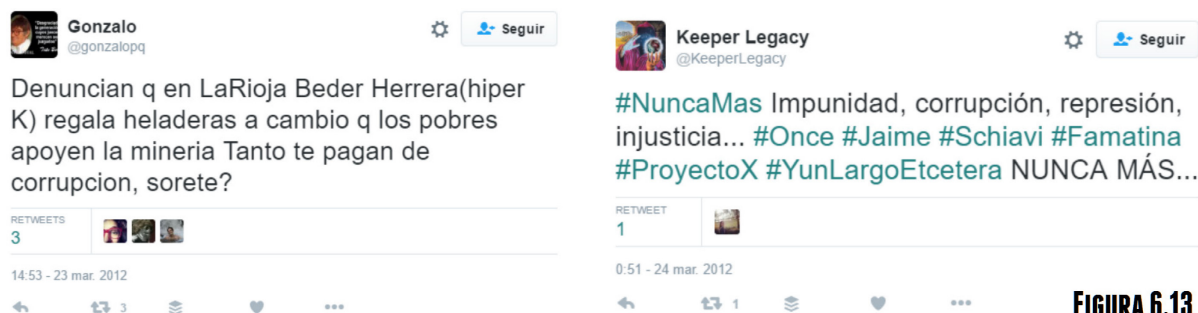 Gonzalo
@gonzalopq
Seguir
Denuncian q en LaRioja Beder Herrera(hiper
K) regala heladeras a cambio q los pobres
apoyen la mineria Tanto te pagan de
corrupcion, sorete?
RETWEETS
3
14:53 - 23 mar. 2012
3
Keeper Legacy
@KeeperLegacy
Seguir
#NuncaMas Impunidad, corrupción, represión,
injusticia... #Once #Jaime #Schiavi #Famatina
#ProyectoX #YunLargoEtcetera NUNCA MÁS...
RETWEET
1
0:51 - 24 mar. 2012
1
FIGURA 6.13